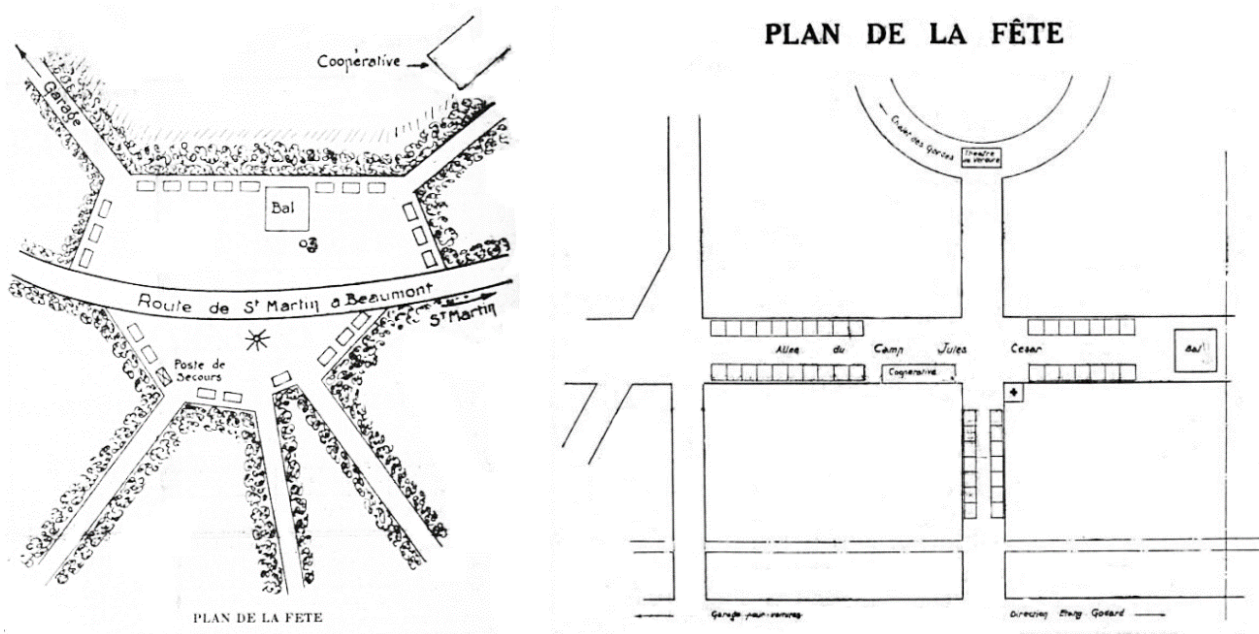 Coopérative
Garage
Bal
Route de St Martin à Beaumont
ST Martin
Poste de
Secours
PLAN DE LA FETE
PLAN DE LA FÊTE
Théâtre
de Verdure
Allée du Camp Jules César
Bal
Coopérative
+
Garage pour voitures
Direction Etang Godard